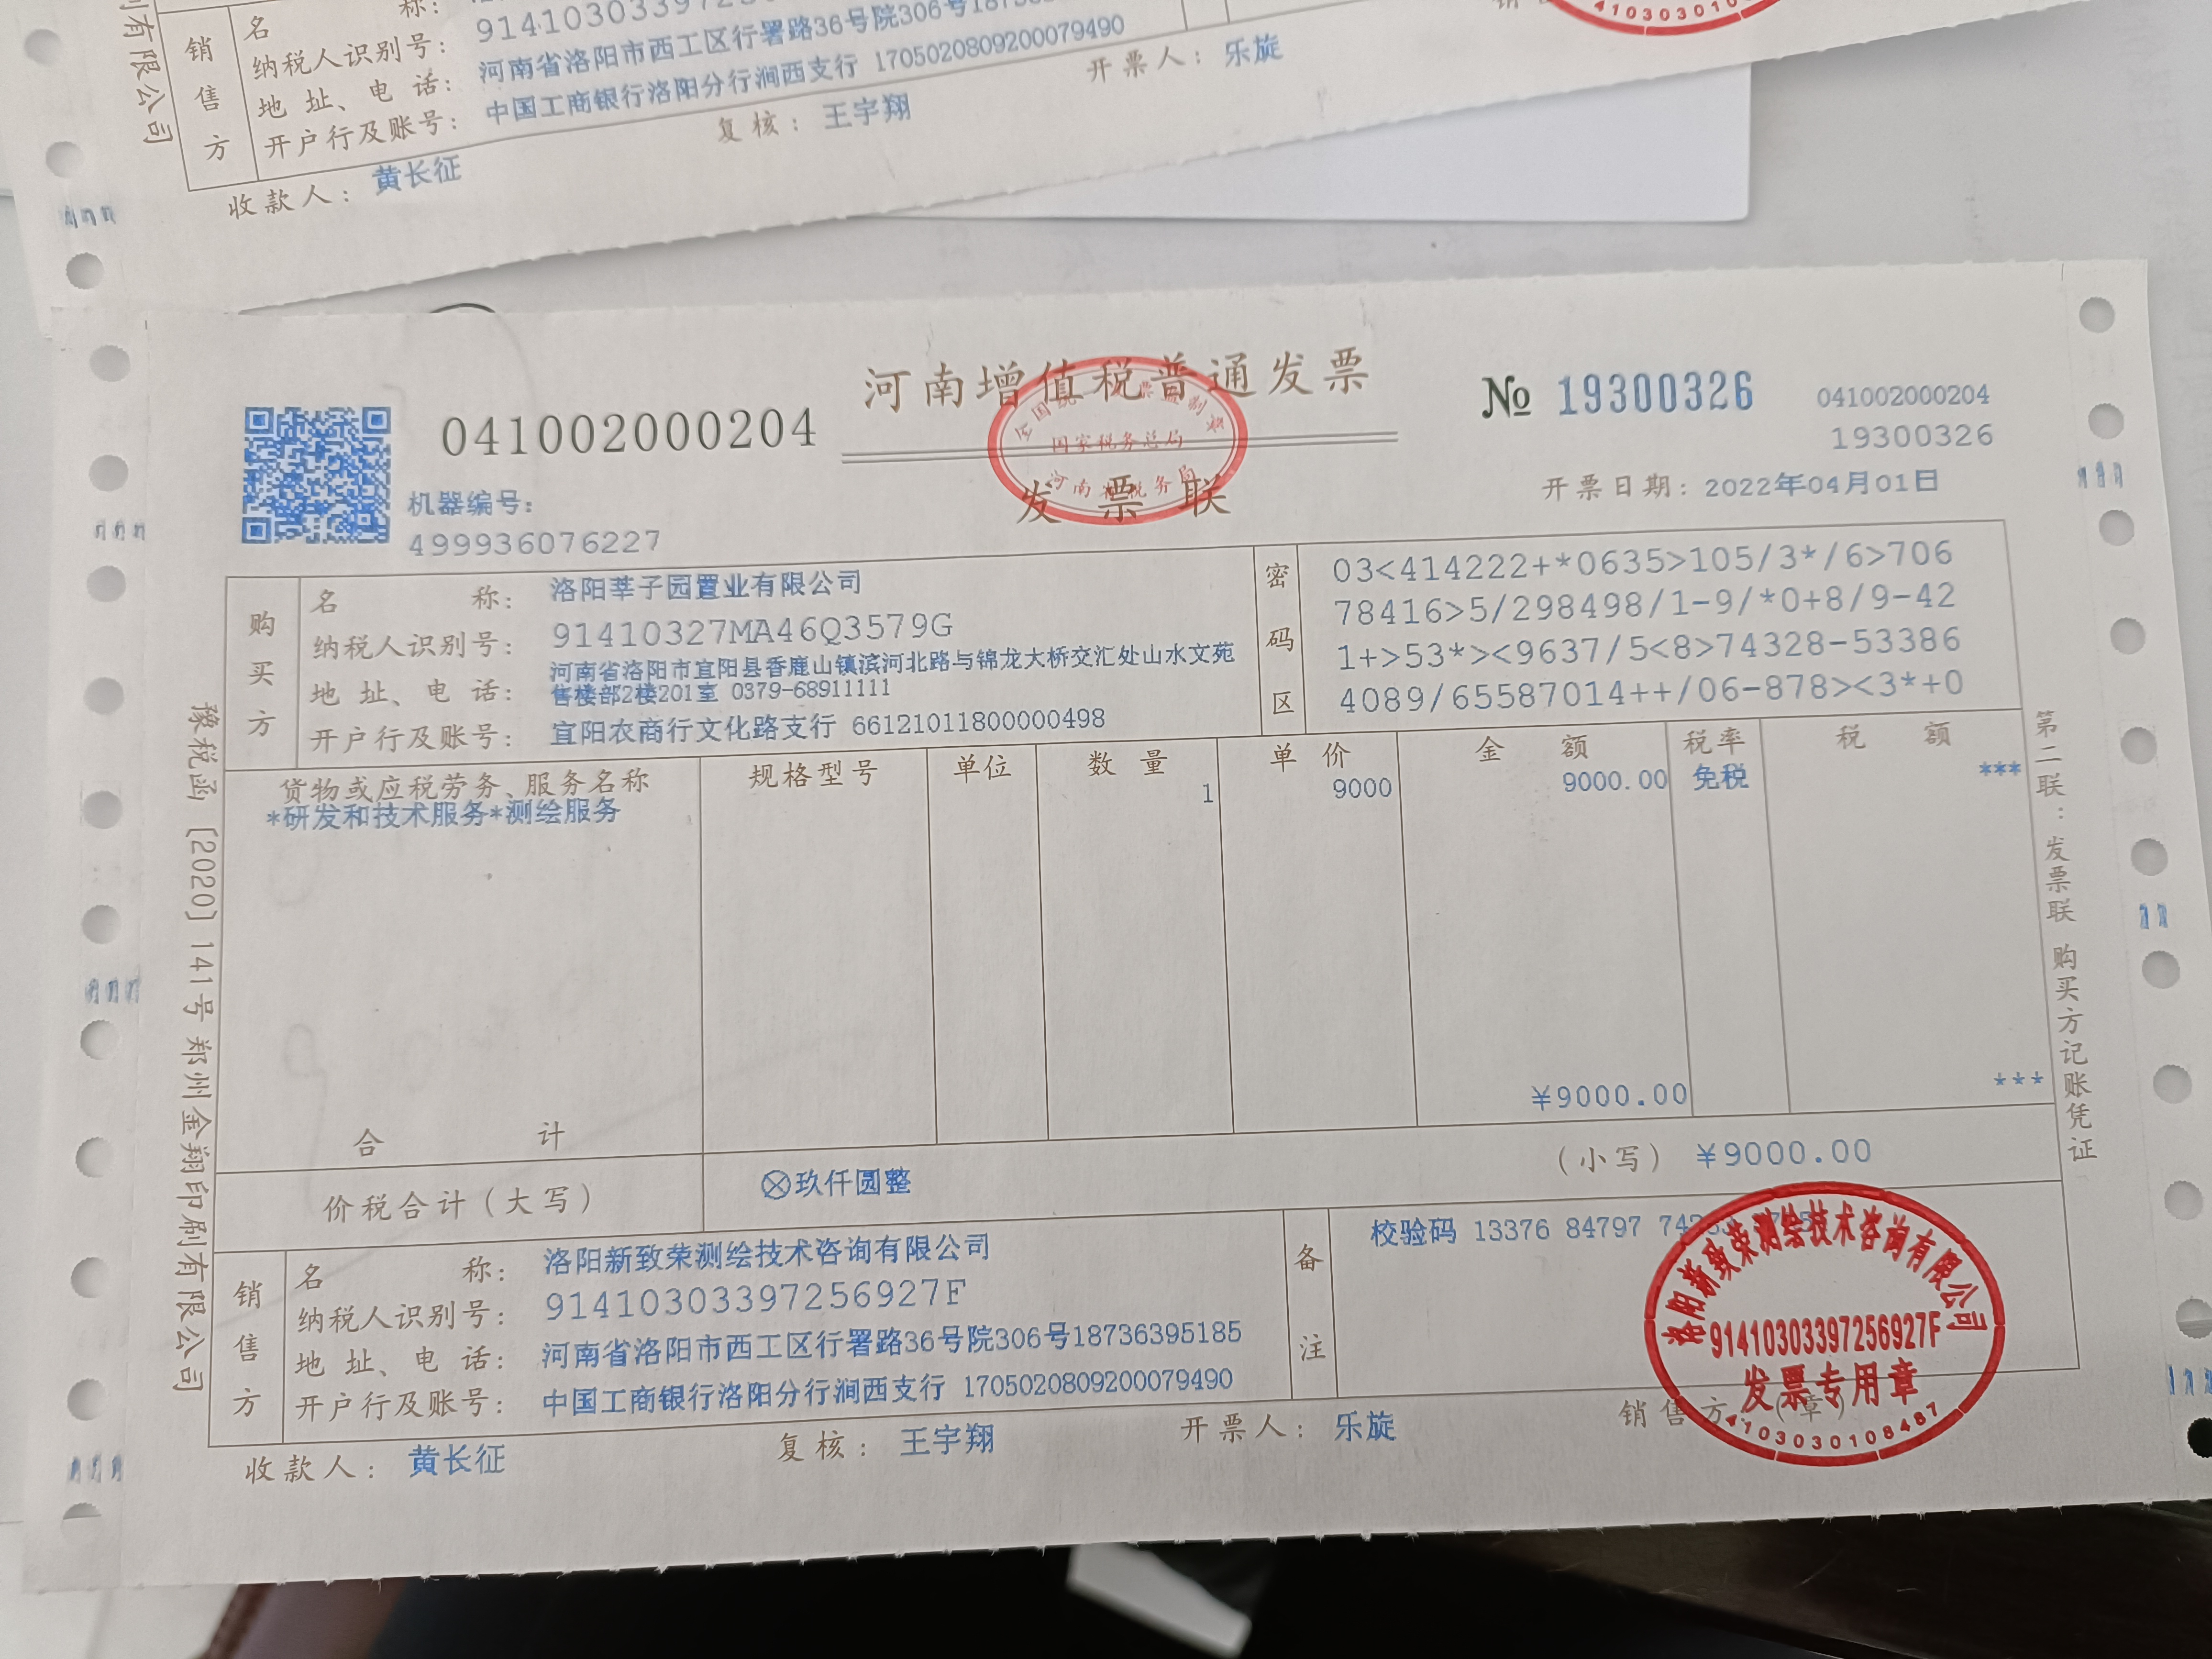 刷有限公司
销售方
名 称:
纳税人识别号:
河南省洛阳市西工区行署路36号院306号
地 址、电 话:
中国工商银行洛阳分行涧西支行 1705020809200079490
开户行及账号:
收款人: 黄长征
复核: 王宇翔
开票人: 乐旋
041002000204
河南增值税普通发票
№ 19300326
041002000204
19300326
国家税务总局
发票联
机器编号:
499936076227
开票日期: 2022年04月01日
购买方
名 称: 洛阳莘子园置业有限公司
纳税人识别号: 91410327MA46Q3579G
地 址、电 话: 河南省洛阳市宜阳县香鹿山镇滨河北路与锦龙大桥交汇处山水文苑
售楼部2楼201室 0379-68911111
开户行及账号: 宜阳农商行文化路支行 66121011800000498
密码区
03<414222+*0635>105/3*/6>706
78416>5/298498/1-9/*0+8/9-42
1+>53*><9637/5<8>74328-53386
4089/65587014++/06-878><3*+0
货物或应税劳务、服务名称 规格型号 单位 数 量 单 价 金 额 税率 税 额
*研发和技术服务*测绘服务 1 9000 9000.00 免税 ***
合 计 ¥9000.00 ***
价税合计(大写) ⊗玖仟圆整 (小写) ¥9000.00
销售方
名 称: 洛阳新致荣测绘技术咨询有限公司
纳税人识别号: 91410303397256927F
地 址、电 话: 河南省洛阳市西工区行署路36号院306号18736395185
开户行及账号: 中国工商银行洛阳分行涧西支行 1705020809200079490
备注
校验码 13376 84797
洛阳新致荣测绘技术咨询有限公司
91410303397256927F
发票专用章
4103030108487
收款人: 黄长征
复核: 王宇翔
开票人: 乐旋
销售方:(章)
豫税函[2020]141号郑州金翔印刷有限公司
第二联:发票联 购买方记账凭证